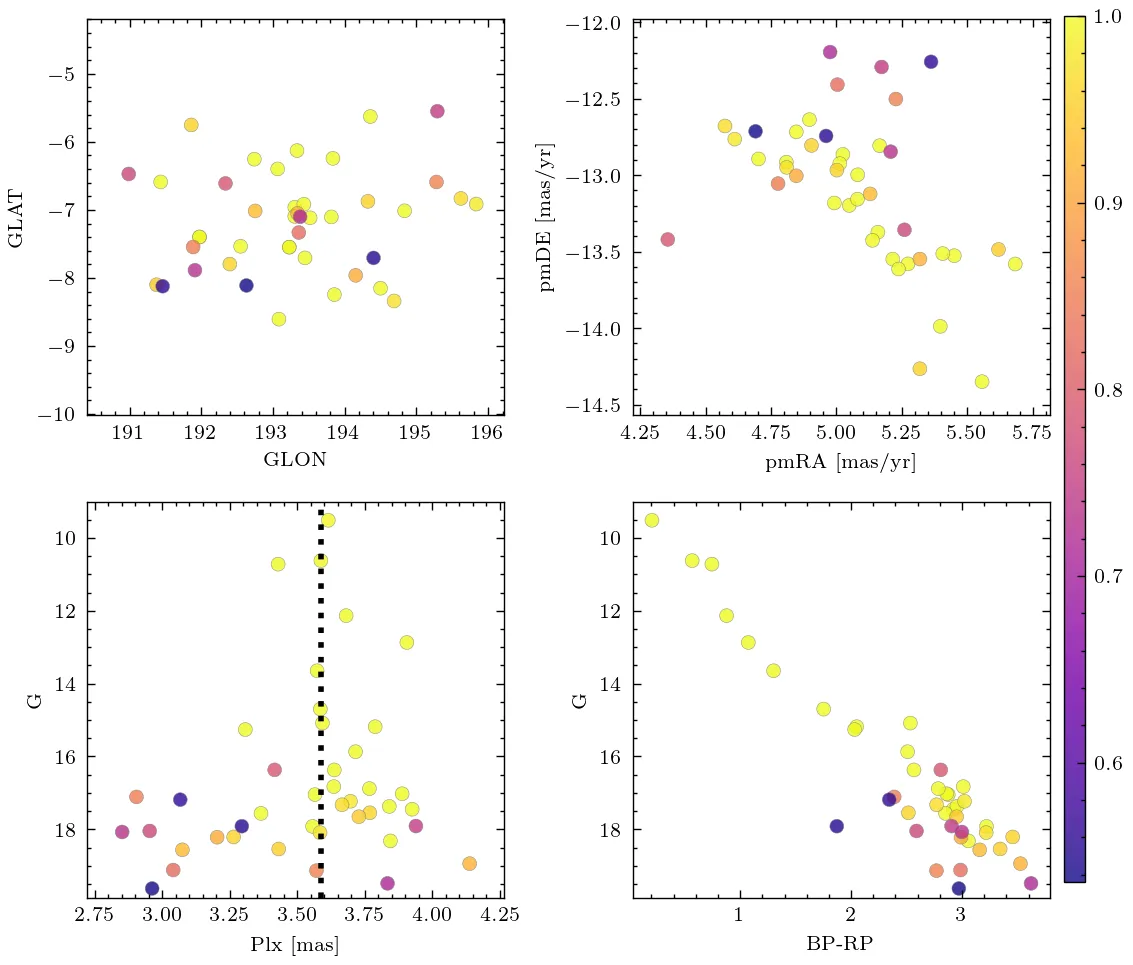 −5
−6
−7
−8
−9
−10
GLAT
191 192 193 194 195 196
GLON
−12.0
−12.5
−13.0
−13.5
−14.0
−14.5
pmDE [mas/yr]
4.25 4.50 4.75 5.00 5.25 5.50 5.75
pmRA [mas/yr]
1.0
0.9
0.8
0.7
0.6
10
12
14
16
18
G
2.75 3.00 3.25 3.50 3.75 4.00 4.25
Plx [mas]
10
12
14
16
18
G
1 2 3
BP-RP